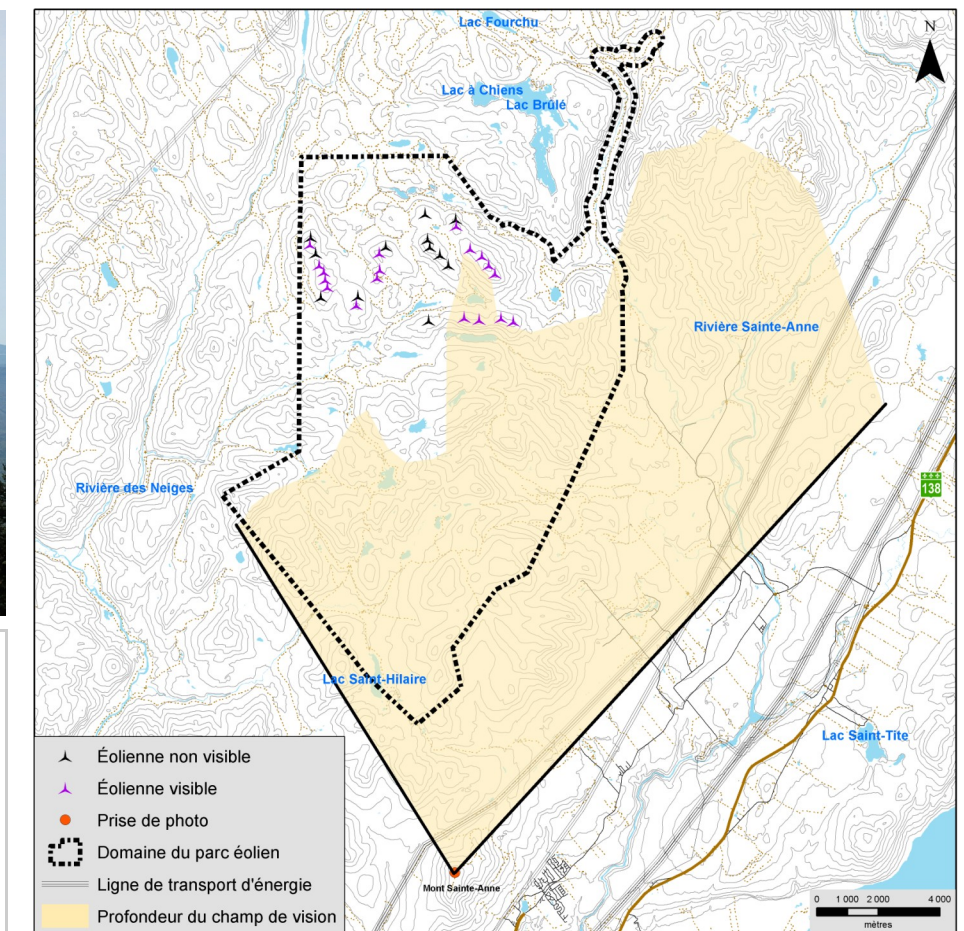 Lac Fourchu
N
Lac à Chiens
Lac Brûlé
Rivière Sainte-Anne
Rivière des Neiges
138
Lac Saint-Hilaire
Lac Saint-Tite
Mont Sainte-Anne
Éolienne non visible
Éolienne visible
Prise de photo
Domaine du parc éolien
Ligne de transport d'énergie
Profondeur du champ de vision
0 1 000 2 000 4 000
mètres